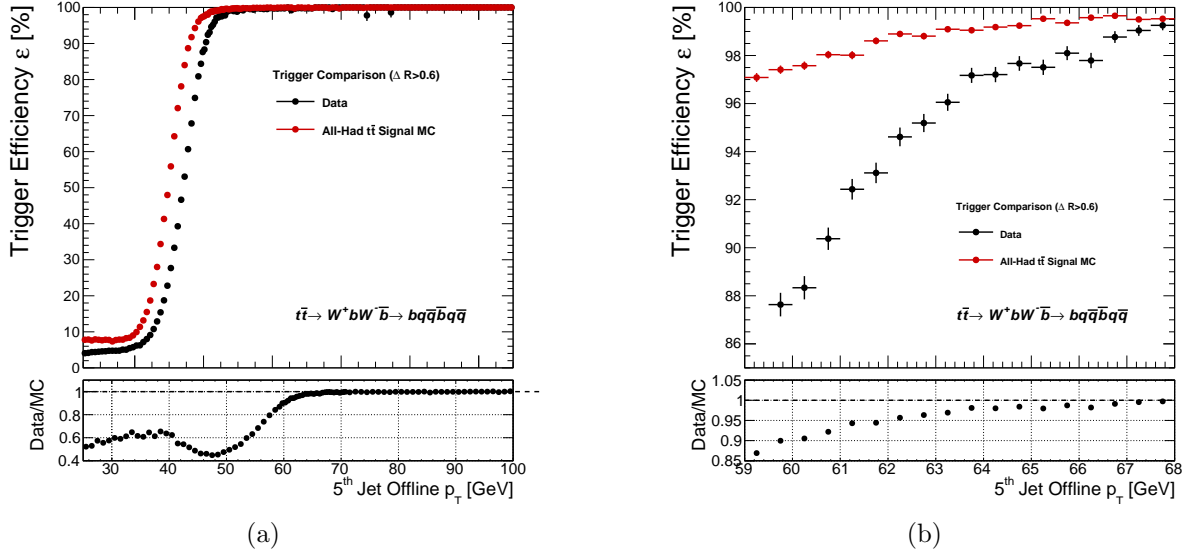 Trigger Efficiency ε [%]
100
90
80
70
60
50
40
30
20
10
0
Trigger Comparison (Δ R>0.6)
Data
All-Had tt̅ Signal MC
tt̅→ W⁺bW⁻b̅→ bqq̅b̅qq̅
Data/MC
1
0.8
0.6
0.4
30 40 50 60 70 80 90 100
5ᵗʰ Jet Offline p_T [GeV]
(a)
Trigger Efficiency ε [%]
100
98
96
94
92
90
88
86
Trigger Comparison (Δ R>0.6)
Data
All-Had tt̅ Signal MC
tt̅→ W⁺bW⁻b̅→ bqq̅b̅qq̅
Data/MC
1.05
1
0.95
0.9
0.85
59 60 61 62 63 64 65 66 67 68
5ᵗʰ Jet Offline p_T [GeV]
(b)